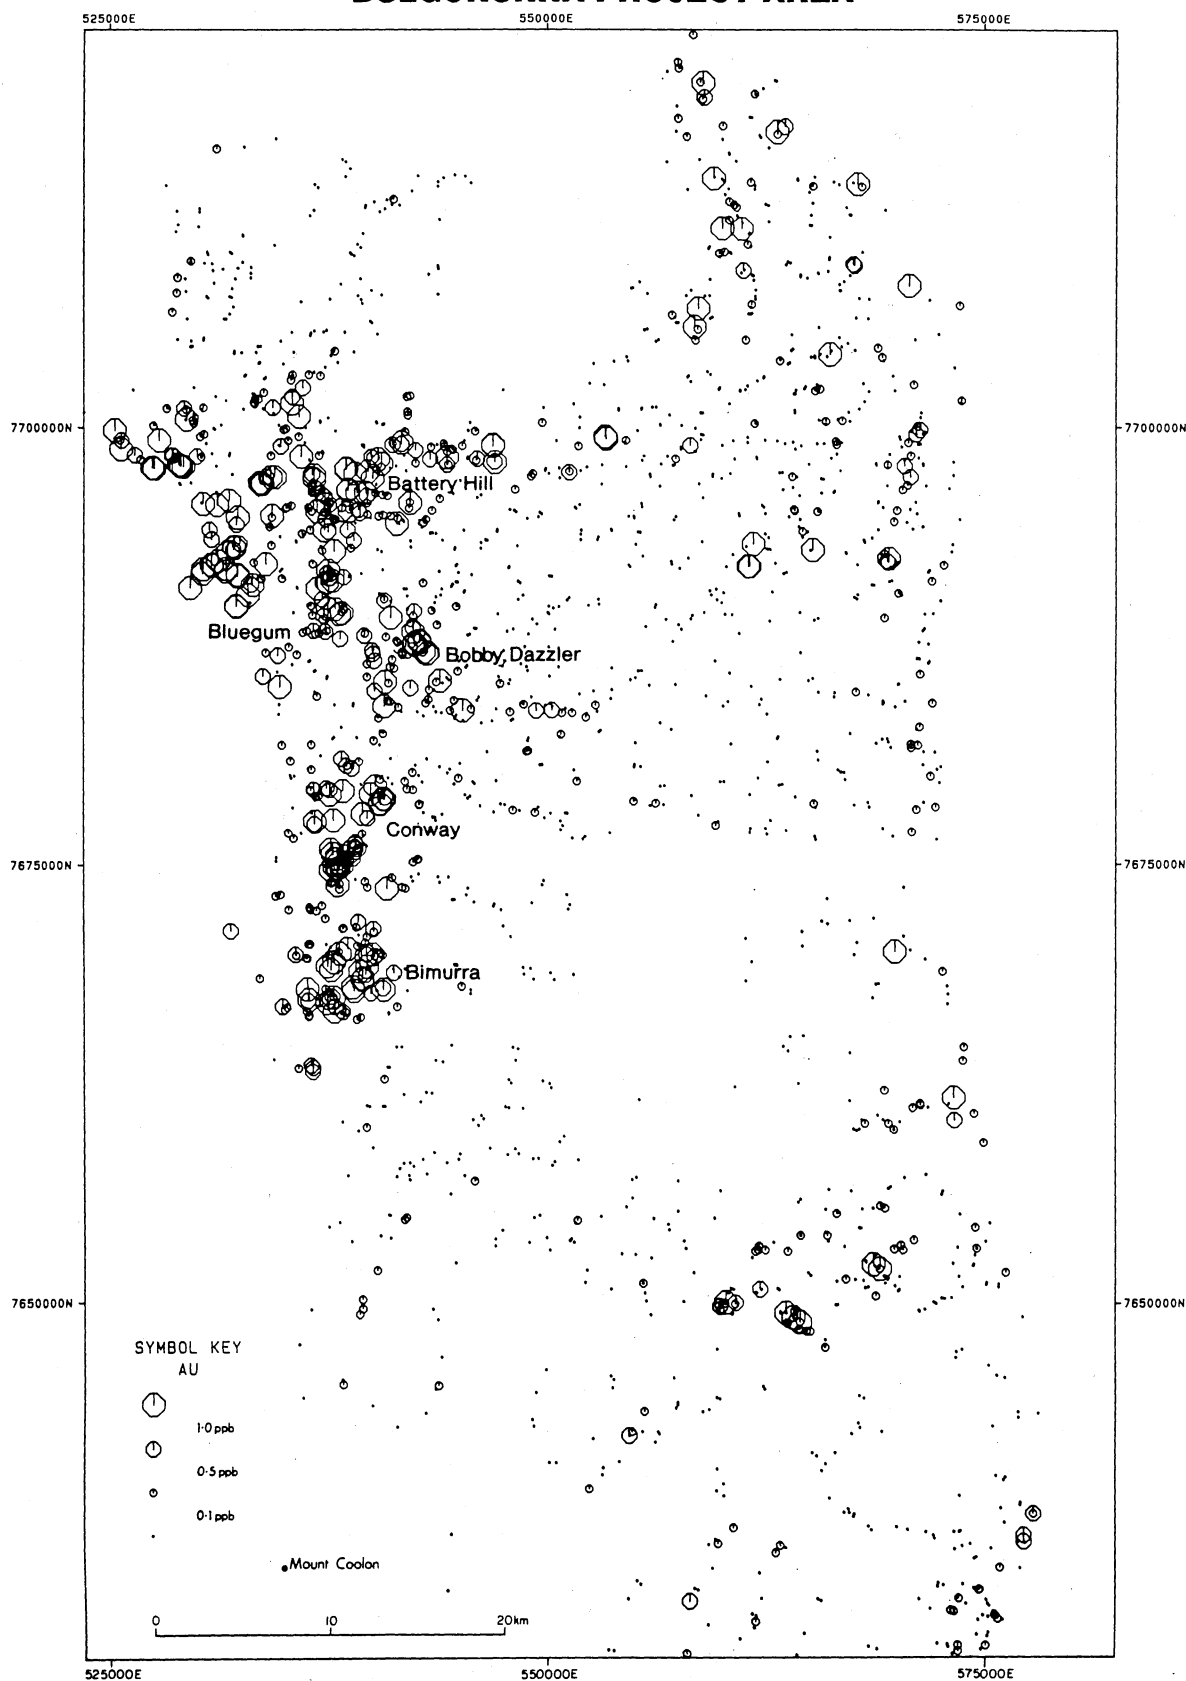 525000E 550000E 575000E
7700000N 7700000N
Battery Hill
Bluegum
Bobby Dazzler
Conway
7675000N 7675000N
Bimurra
7650000N 7650000N
SYMBOL KEY
AU
1.0 ppb
0.5 ppb
0.1 ppb
Mount Coolon
0 10 20km
525000E 550000E 575000E